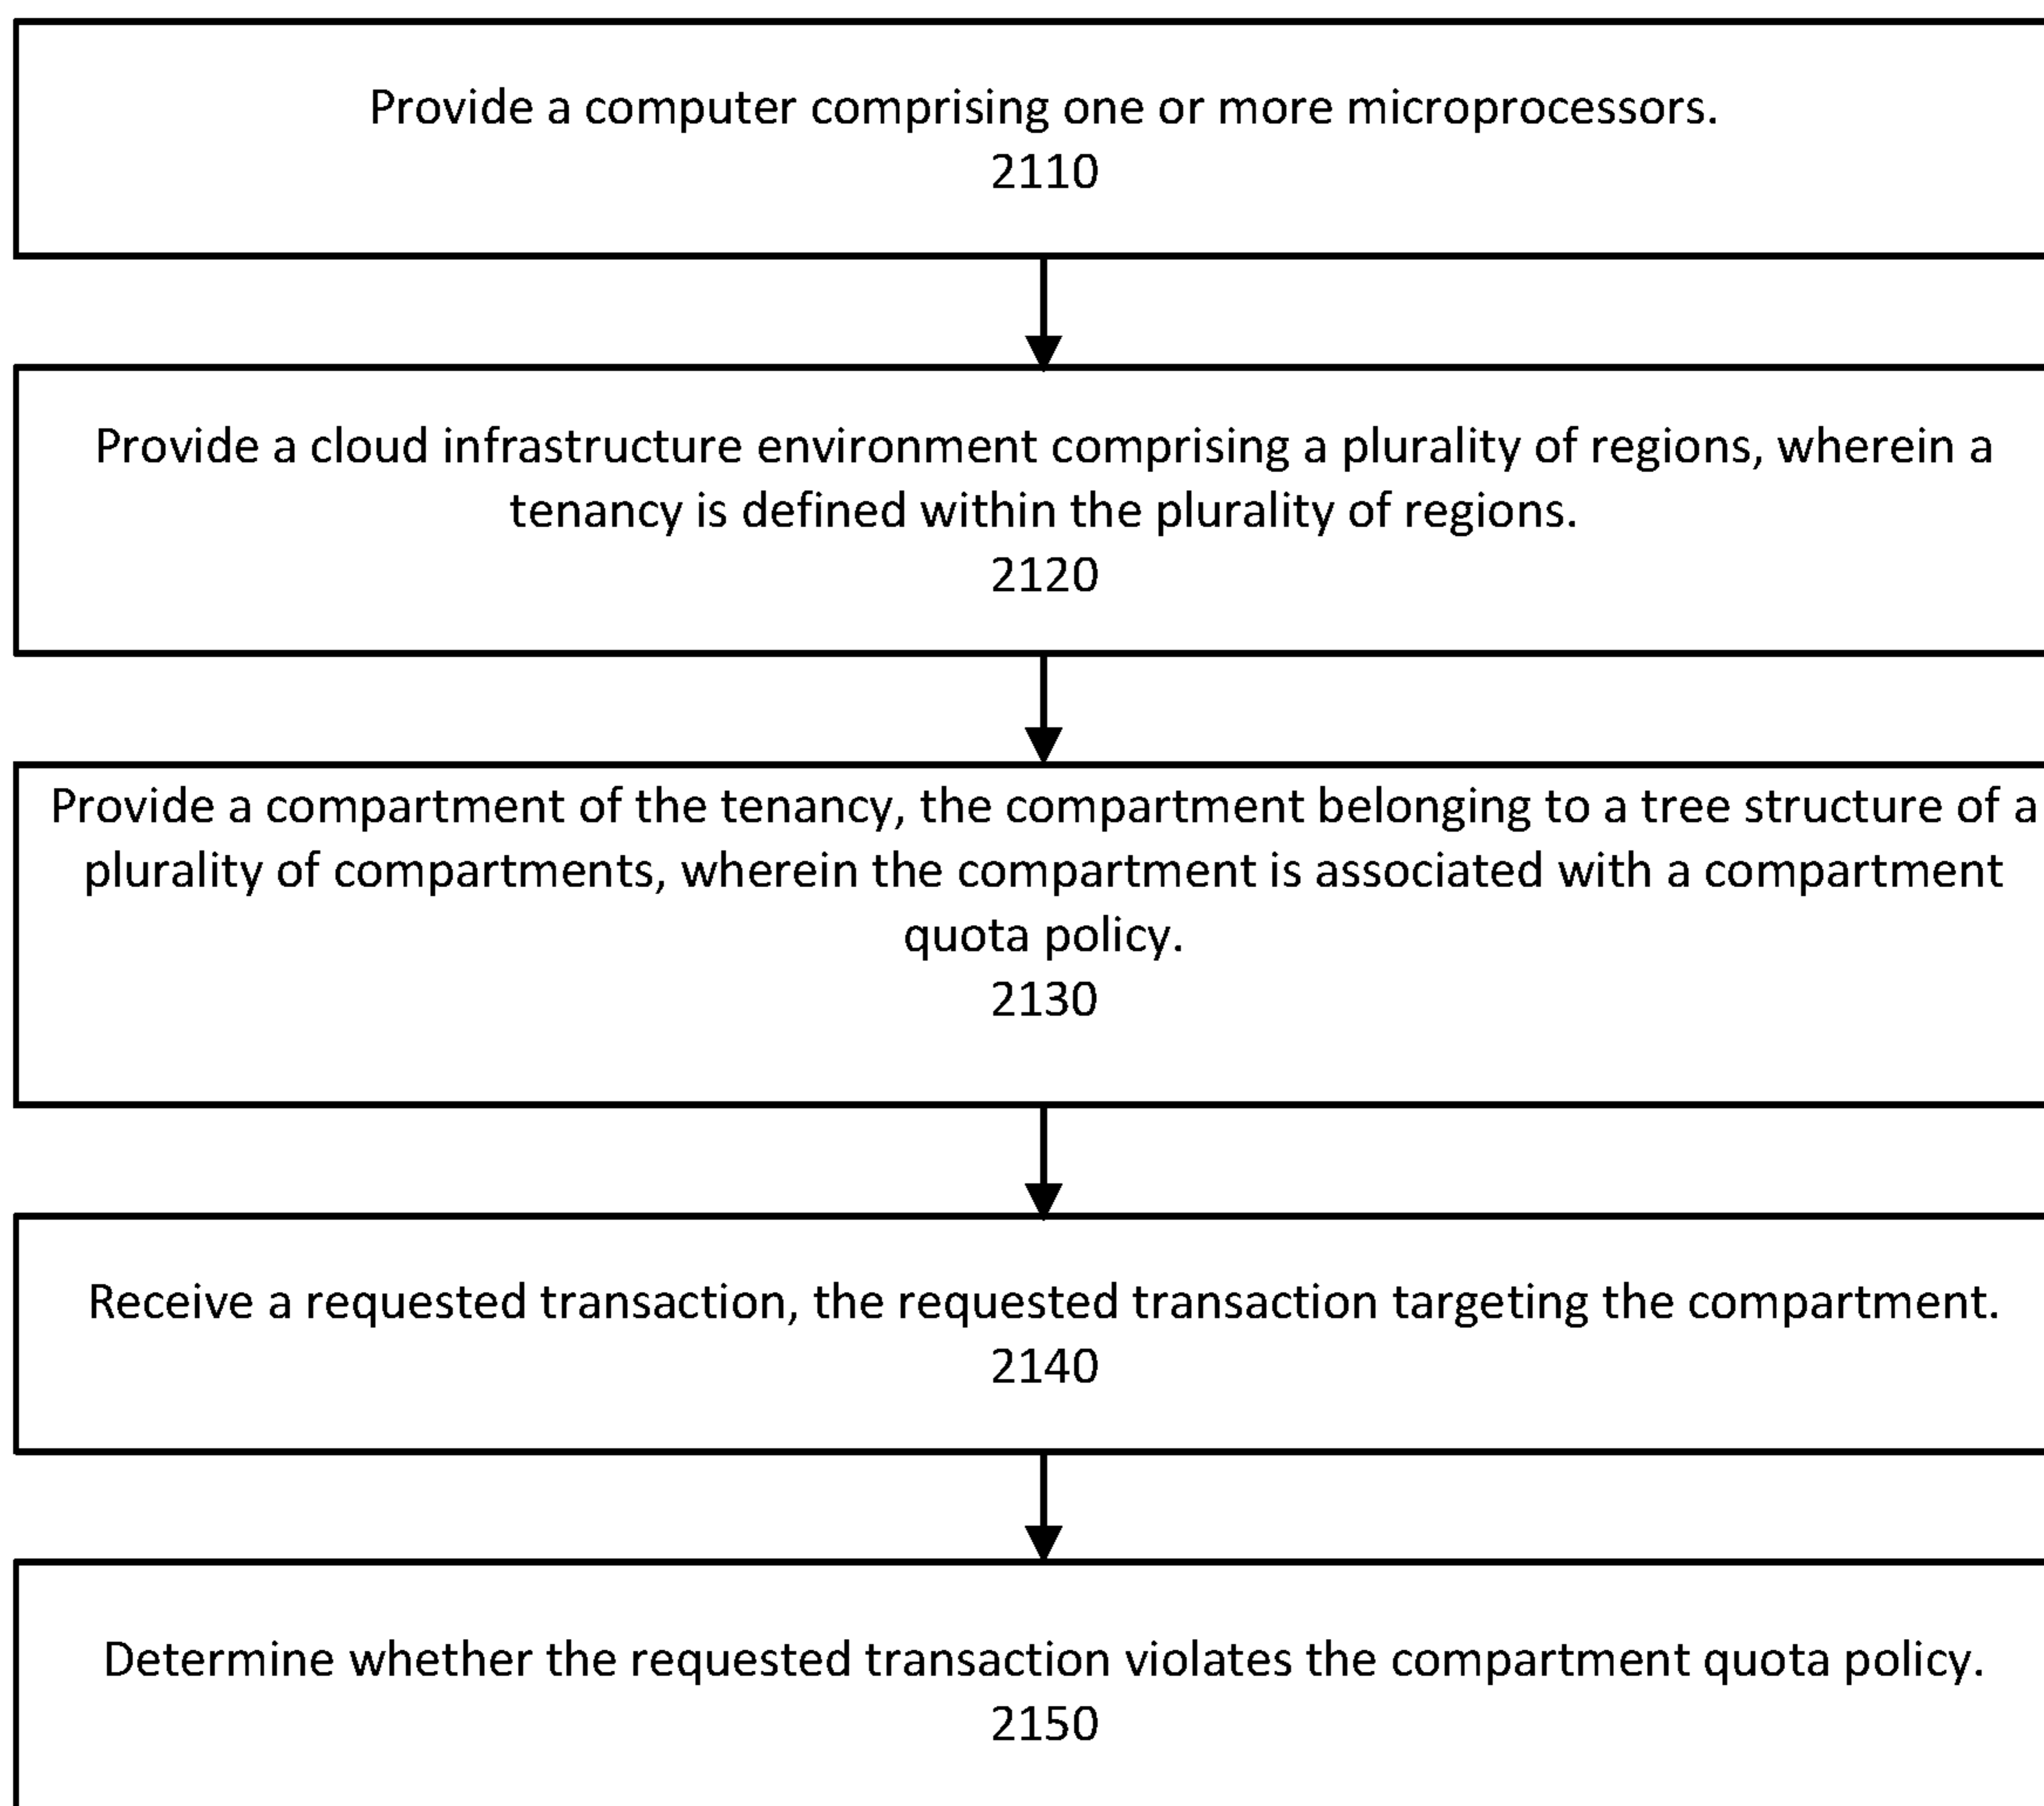 Provide a computer comprising one or more microprocessors.
2110
Provide a cloud infrastructure environment comprising a plurality of regions, wherein a
tenancy is defined within the plurality of regions.
2120
Provide a compartment of the tenancy, the compartment belonging to a tree structure of a
plurality of compartments, wherein the compartment is associated with a compartment
quota policy.
2130
Receive a requested transaction, the requested transaction targeting the compartment.
2140
Determine whether the requested transaction violates the compartment quota policy.
2150